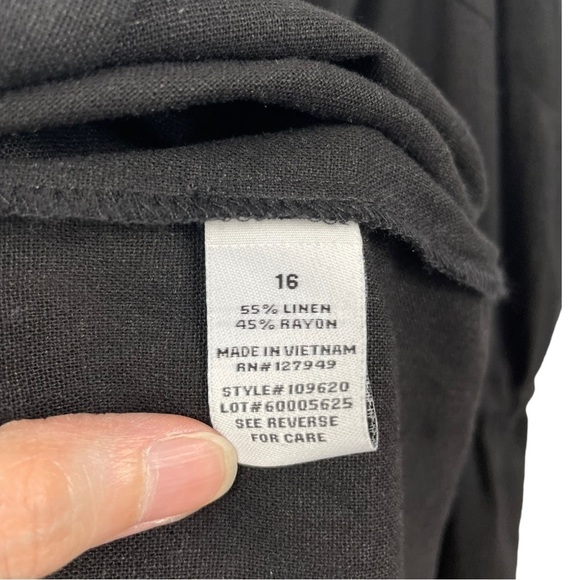 16
55% LINEN
45% RAYON
MADE IN VIETNAM
RN#127949
STYLE#109620
LOT#60005625
SEE REVERSE
FOR CARE